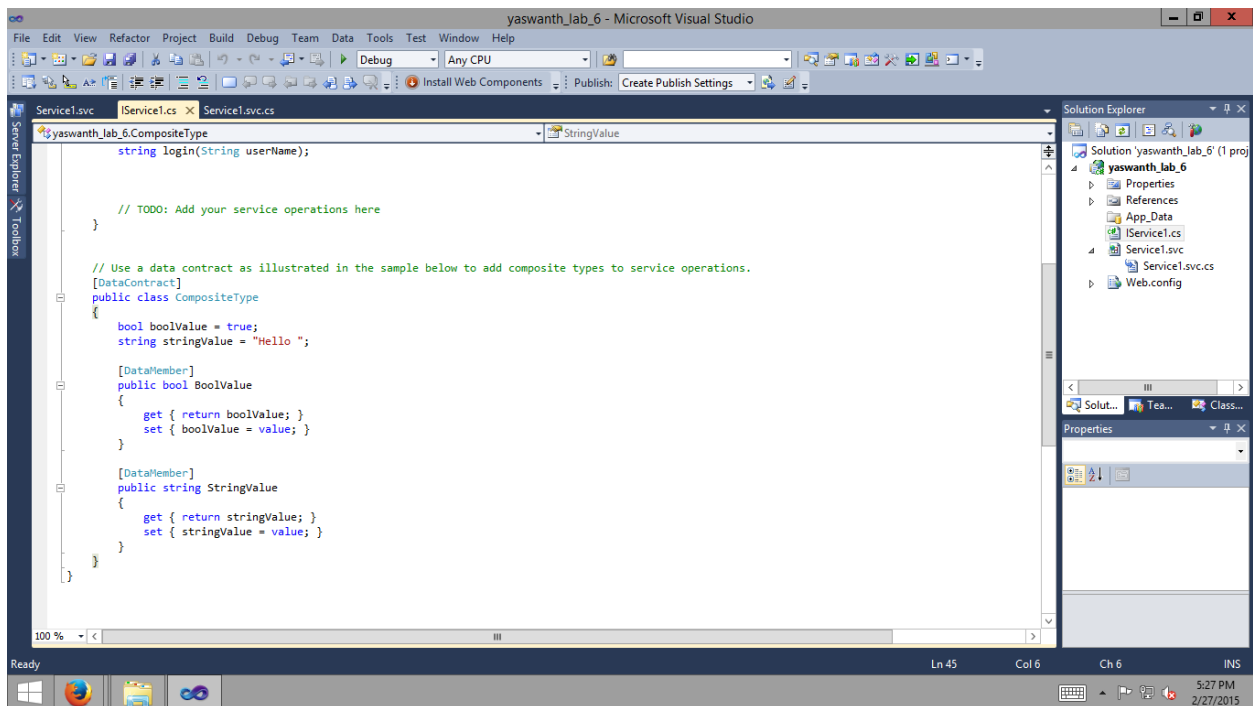 yaswanth_lab_6 - Microsoft Visual Studio
File Edit View Refactor Project Build Debug Team Data Tools Test Window Help
Debug Any CPU
Install Web Components Publish: Create Publish Settings
Service1.svc IService1.cs Service1.svc.cs
Server Explorer
Toolbox
yaswanth_lab_6.CompositeType StringValue
string login(String userName);
// TODO: Add your service operations here
}
// Use a data contract as illustrated in the sample below to add composite types to service operations.
[DataContract]
public class CompositeType
{
bool boolValue = true;
string stringValue = "Hello ";
[DataMember]
public bool BoolValue
{
get { return boolValue; }
set { boolValue = value; }
}
[DataMember]
public string StringValue
{
get { return stringValue; }
set { stringValue = value; }
}
}
}
100 %
Solution Explorer
Solution 'yaswanth_lab_6' (1 proj
yaswanth_lab_6
Properties
References
App_Data
IService1.cs
Service1.svc
Service1.svc.cs
Web.config
Solut... Tea... Class...
Properties
Ready Ln 45 Col 6 Ch 6 INS
5:27 PM
2/27/2015